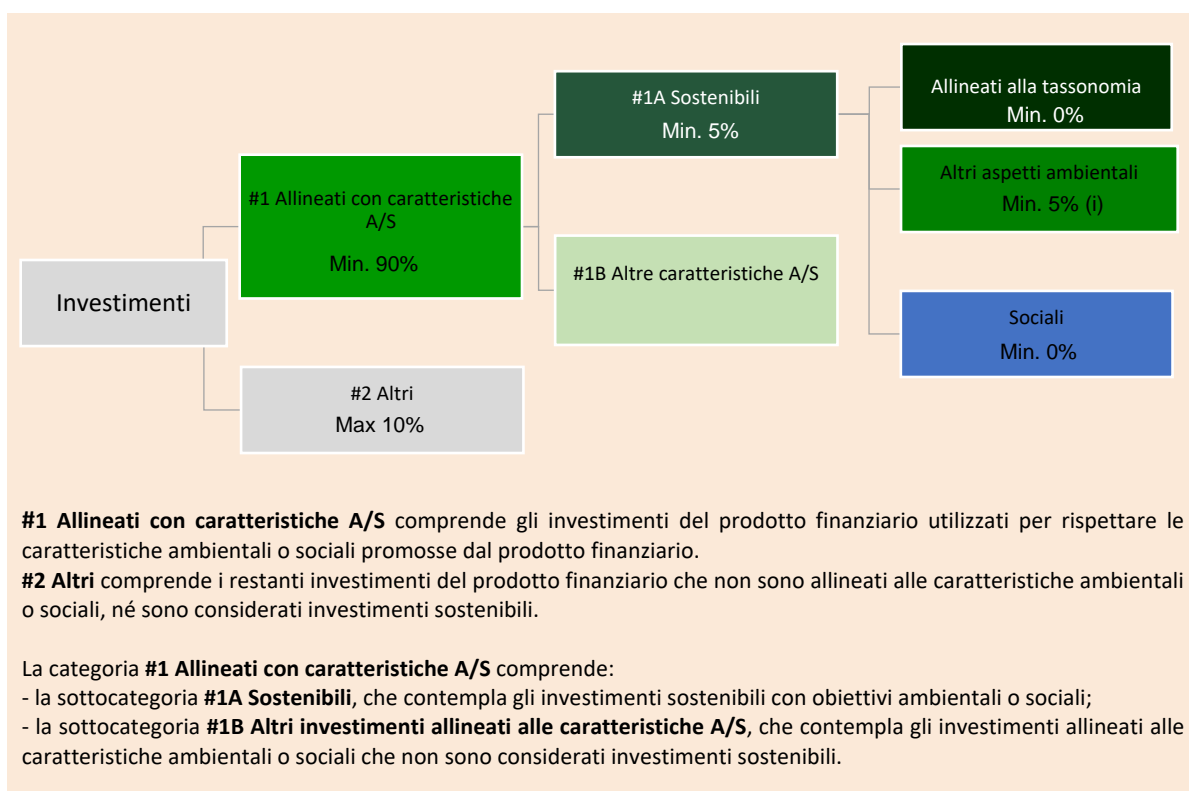 Investimenti
#1 Allineati con caratteristiche
A/S
Min. 90%
#2 Altri
Max 10%
#1A Sostenibili
Min. 5%
#1B Altre caratteristiche A/S
Allineati alla tassonomia
Min. 0%
Altri aspetti ambientali
Min. 5% (i)
Sociali
Min. 0%
#1 Allineati con caratteristiche A/S comprende gli investimenti del prodotto finanziario utilizzati per rispettare le
caratteristiche ambientali o sociali promosse dal prodotto finanziario.
#2 Altri comprende i restanti investimenti del prodotto finanziario che non sono allineati alle caratteristiche ambientali
o sociali, né sono considerati investimenti sostenibili.
La categoria #1 Allineati con caratteristiche A/S comprende:
- la sottocategoria #1A Sostenibili, che contempla gli investimenti sostenibili con obiettivi ambientali o sociali;
- la sottocategoria #1B Altri investimenti allineati alle caratteristiche A/S, che contempla gli investimenti allineati alle
caratteristiche ambientali o sociali che non sono considerati investimenti sostenibili.